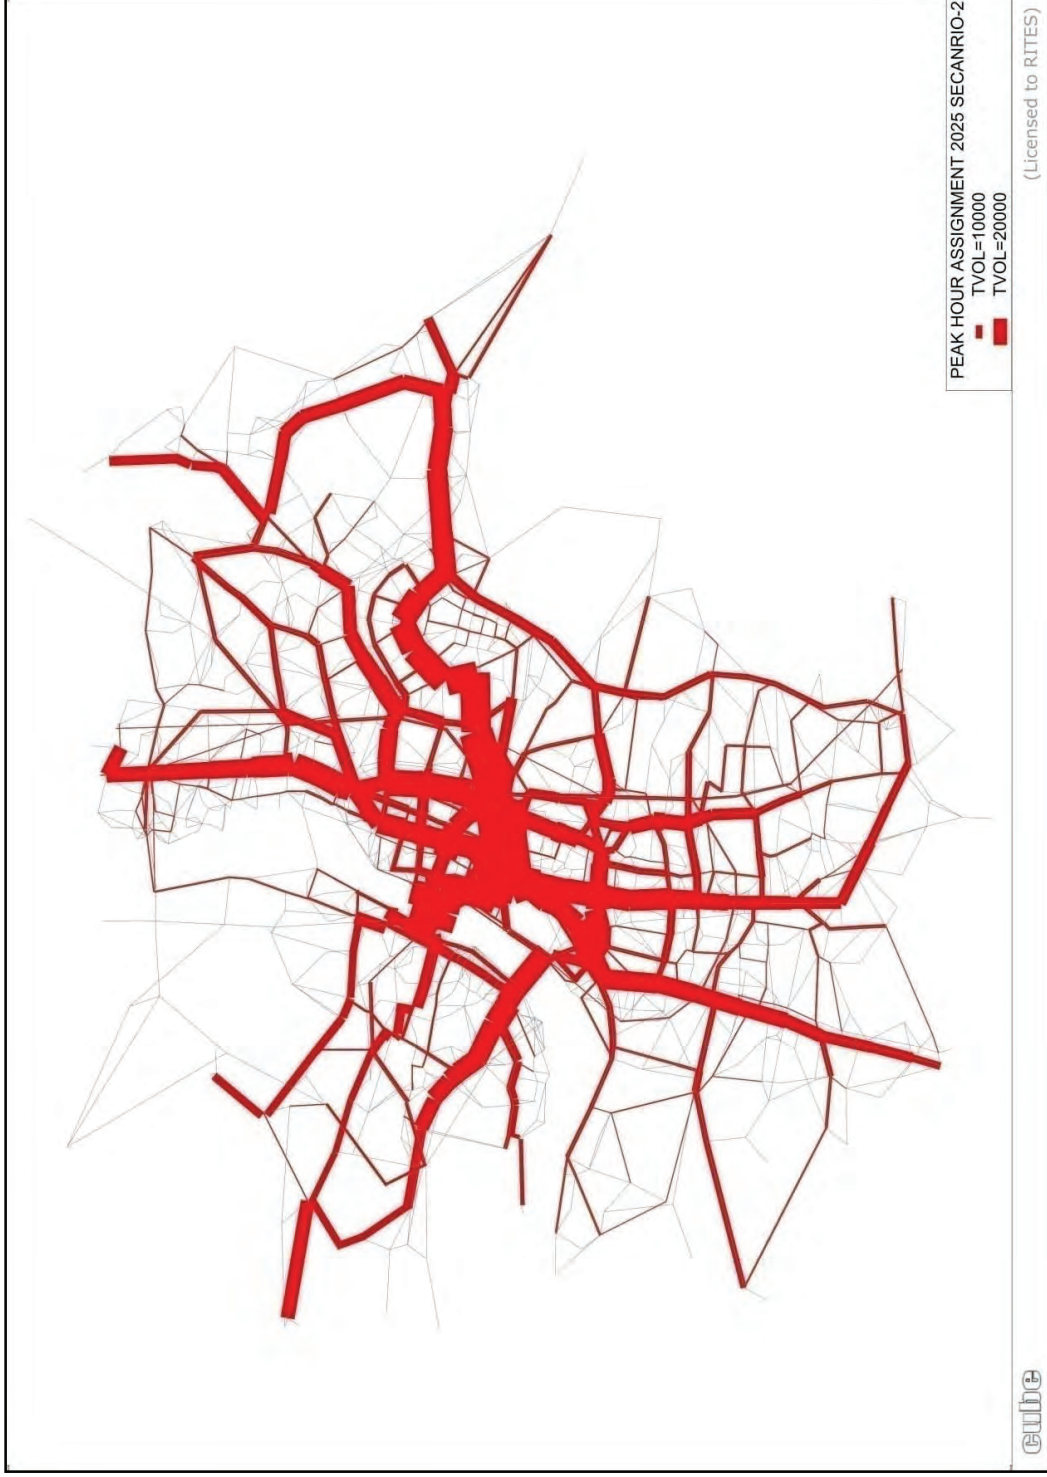 PEAK HOUR ASSIGNMENT 2025 SECANRIO-2
TVOL=10000
TVOL=20000
cube
(Licensed to RITES)